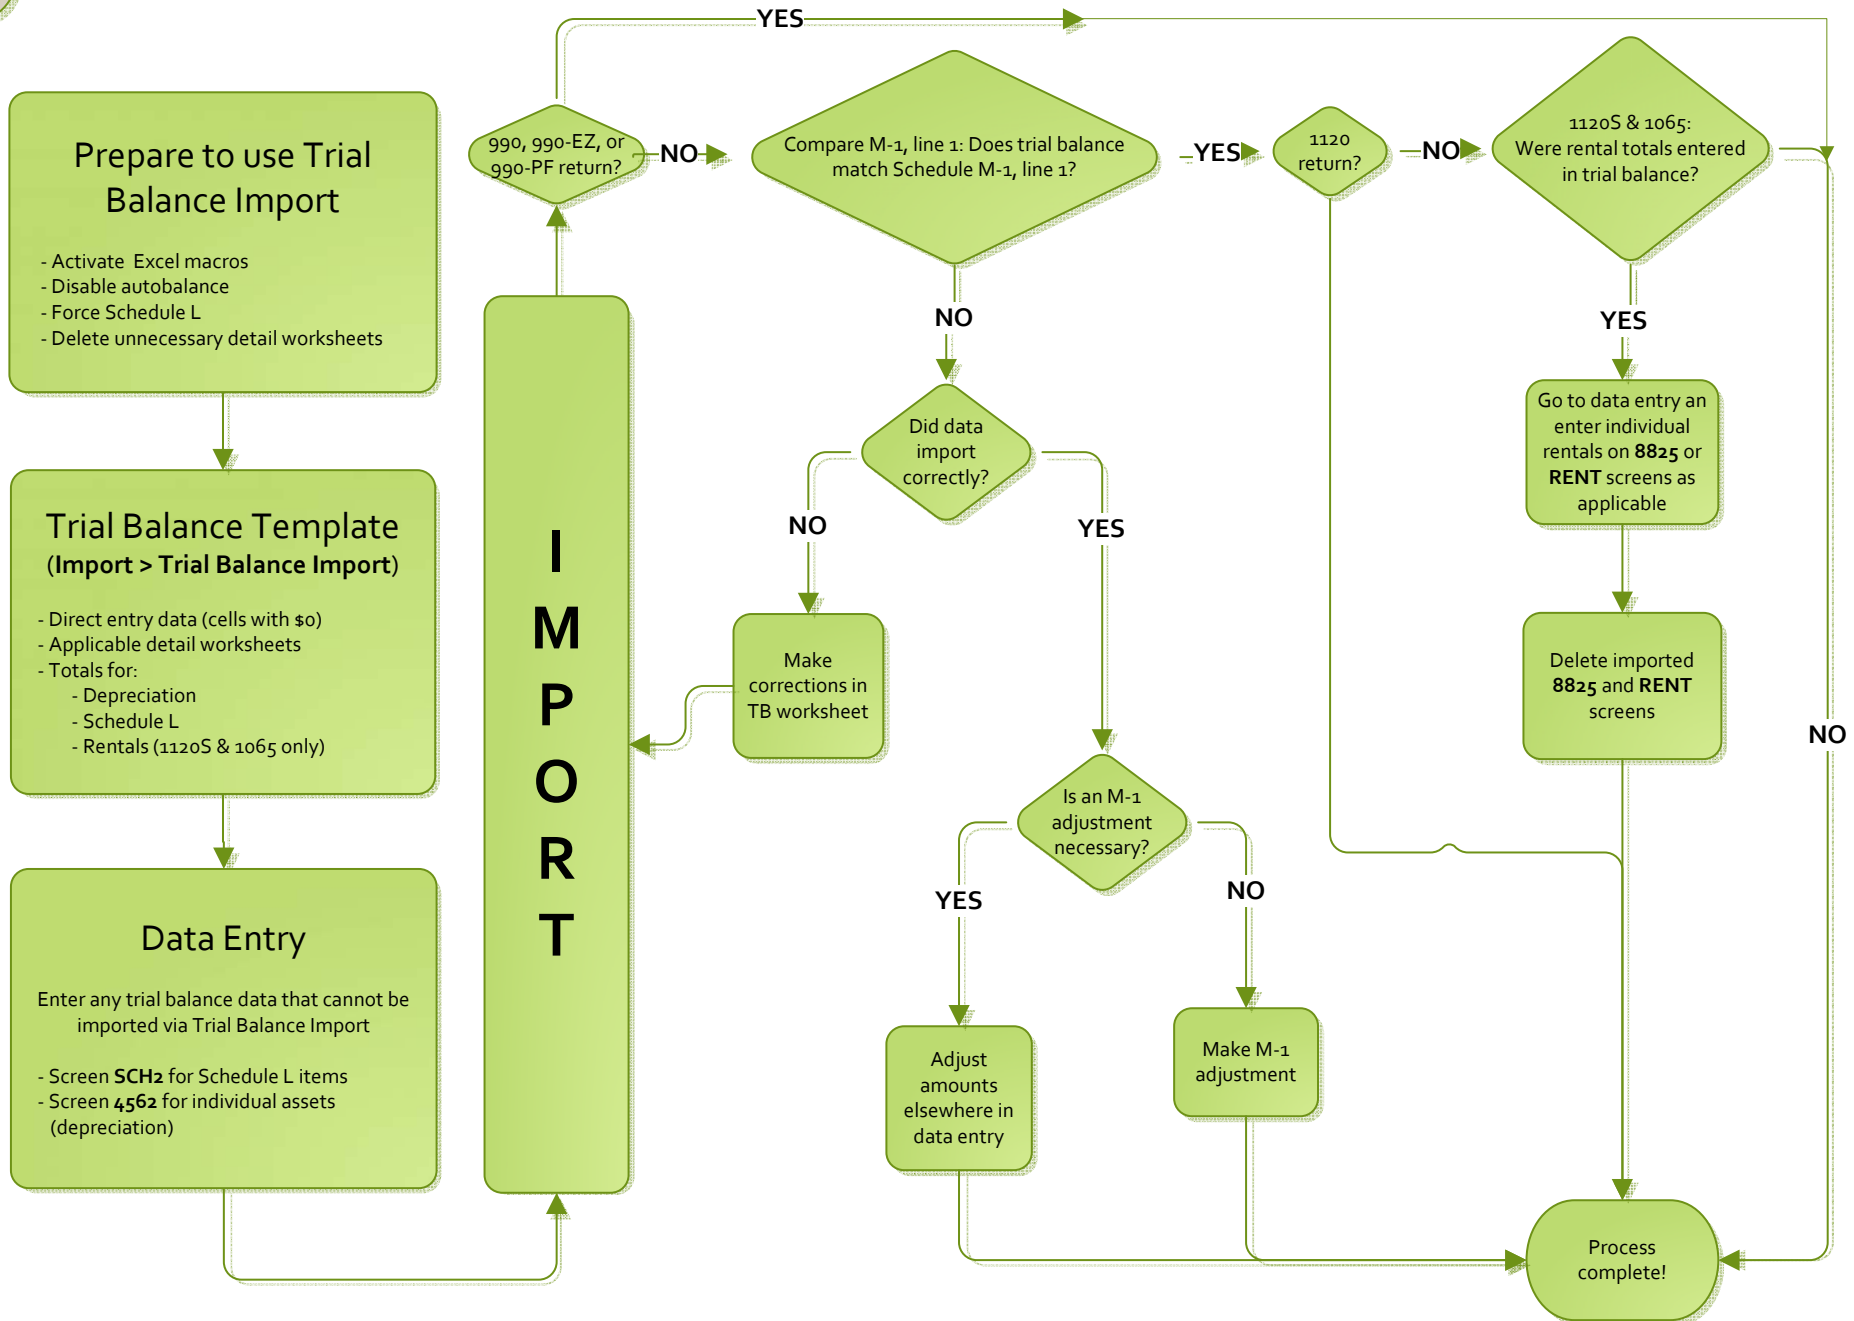 Prepare to use Trial
Balance Import
- Activate Excel macros
- Disable autobalance
- Force Schedule L
- Delete unnecessary detail worksheets
Trial Balance Template
(Import > Trial Balance Import)
- Direct entry data (cells with $0)
- Applicable detail worksheets
- Totals for:
- Depreciation
- Schedule L
- Rentals (1120S & 1065 only)
Data Entry
Enter any trial balance data that cannot be
imported via Trial Balance Import
- Screen SCH2 for Schedule L items
- Screen 4562 for individual assets
(depreciation)
I
M
P
O
R
T
990, 990-EZ, or
990-PF return?
YES
NO
Compare M-1, line 1: Does trial balance
match Schedule M-1, line 1?
YES
NO
1120
return?
NO
1120S & 1065:
Were rental totals entered
in trial balance?
YES
NO
Go to data entry an
enter individual
rentals on 8825 or
RENT screens as
applicable
Delete imported
8825 and RENT
screens
Did data
import
correctly?
NO
YES
Make
corrections in
TB worksheet
Is an M-1
adjustment
necessary?
YES
NO
Adjust
amounts
elsewhere in
data entry
Make M-1
adjustment
Process
complete!